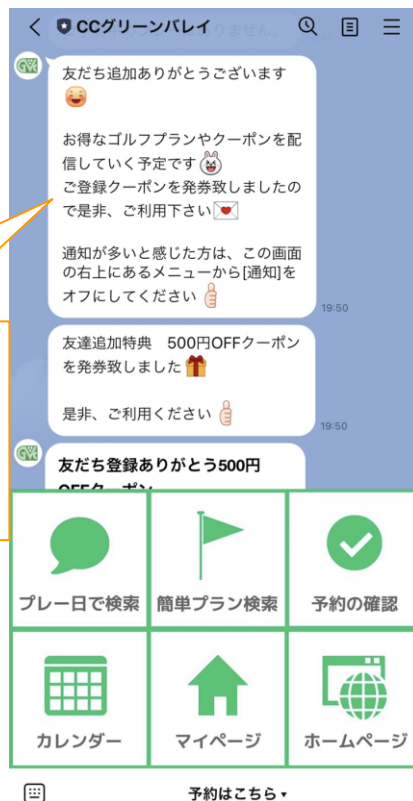 CCグリーンバレイ
友だち追加ありがとうございます
お得なゴルフプランやクーポンを配
信していく予定です
ご登録クーポンを発券致しましたの
で是非、ご利用下さい
通知が多いと感じた方は、この画面
の右上にあるメニューから[通知]を
オフにしてください
19:50
友達追加特典 500円OFFクーポン
を発券致しました
是非、ご利用ください
19:50
友だち登録ありがとう500円
OFFクーポン
プレー日で検索
簡単プラン検索
予約の確認
カレンダー
マイページ
ホームページ
予約はこちら▾